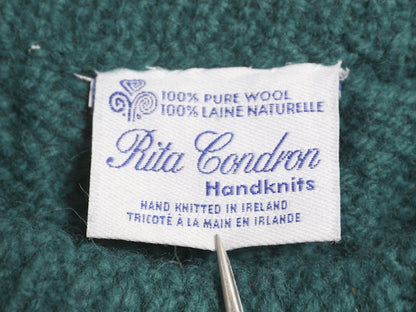 100% PURE WOOL
100% LAINE NATURELLE
Rita Condron
Handknits
HAND KNITTED IN IRELAND
TRICOTÉ À LA MAIN EN IRLANDE